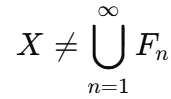 X ≠ ⋃_{n=1}^{∞} F_n